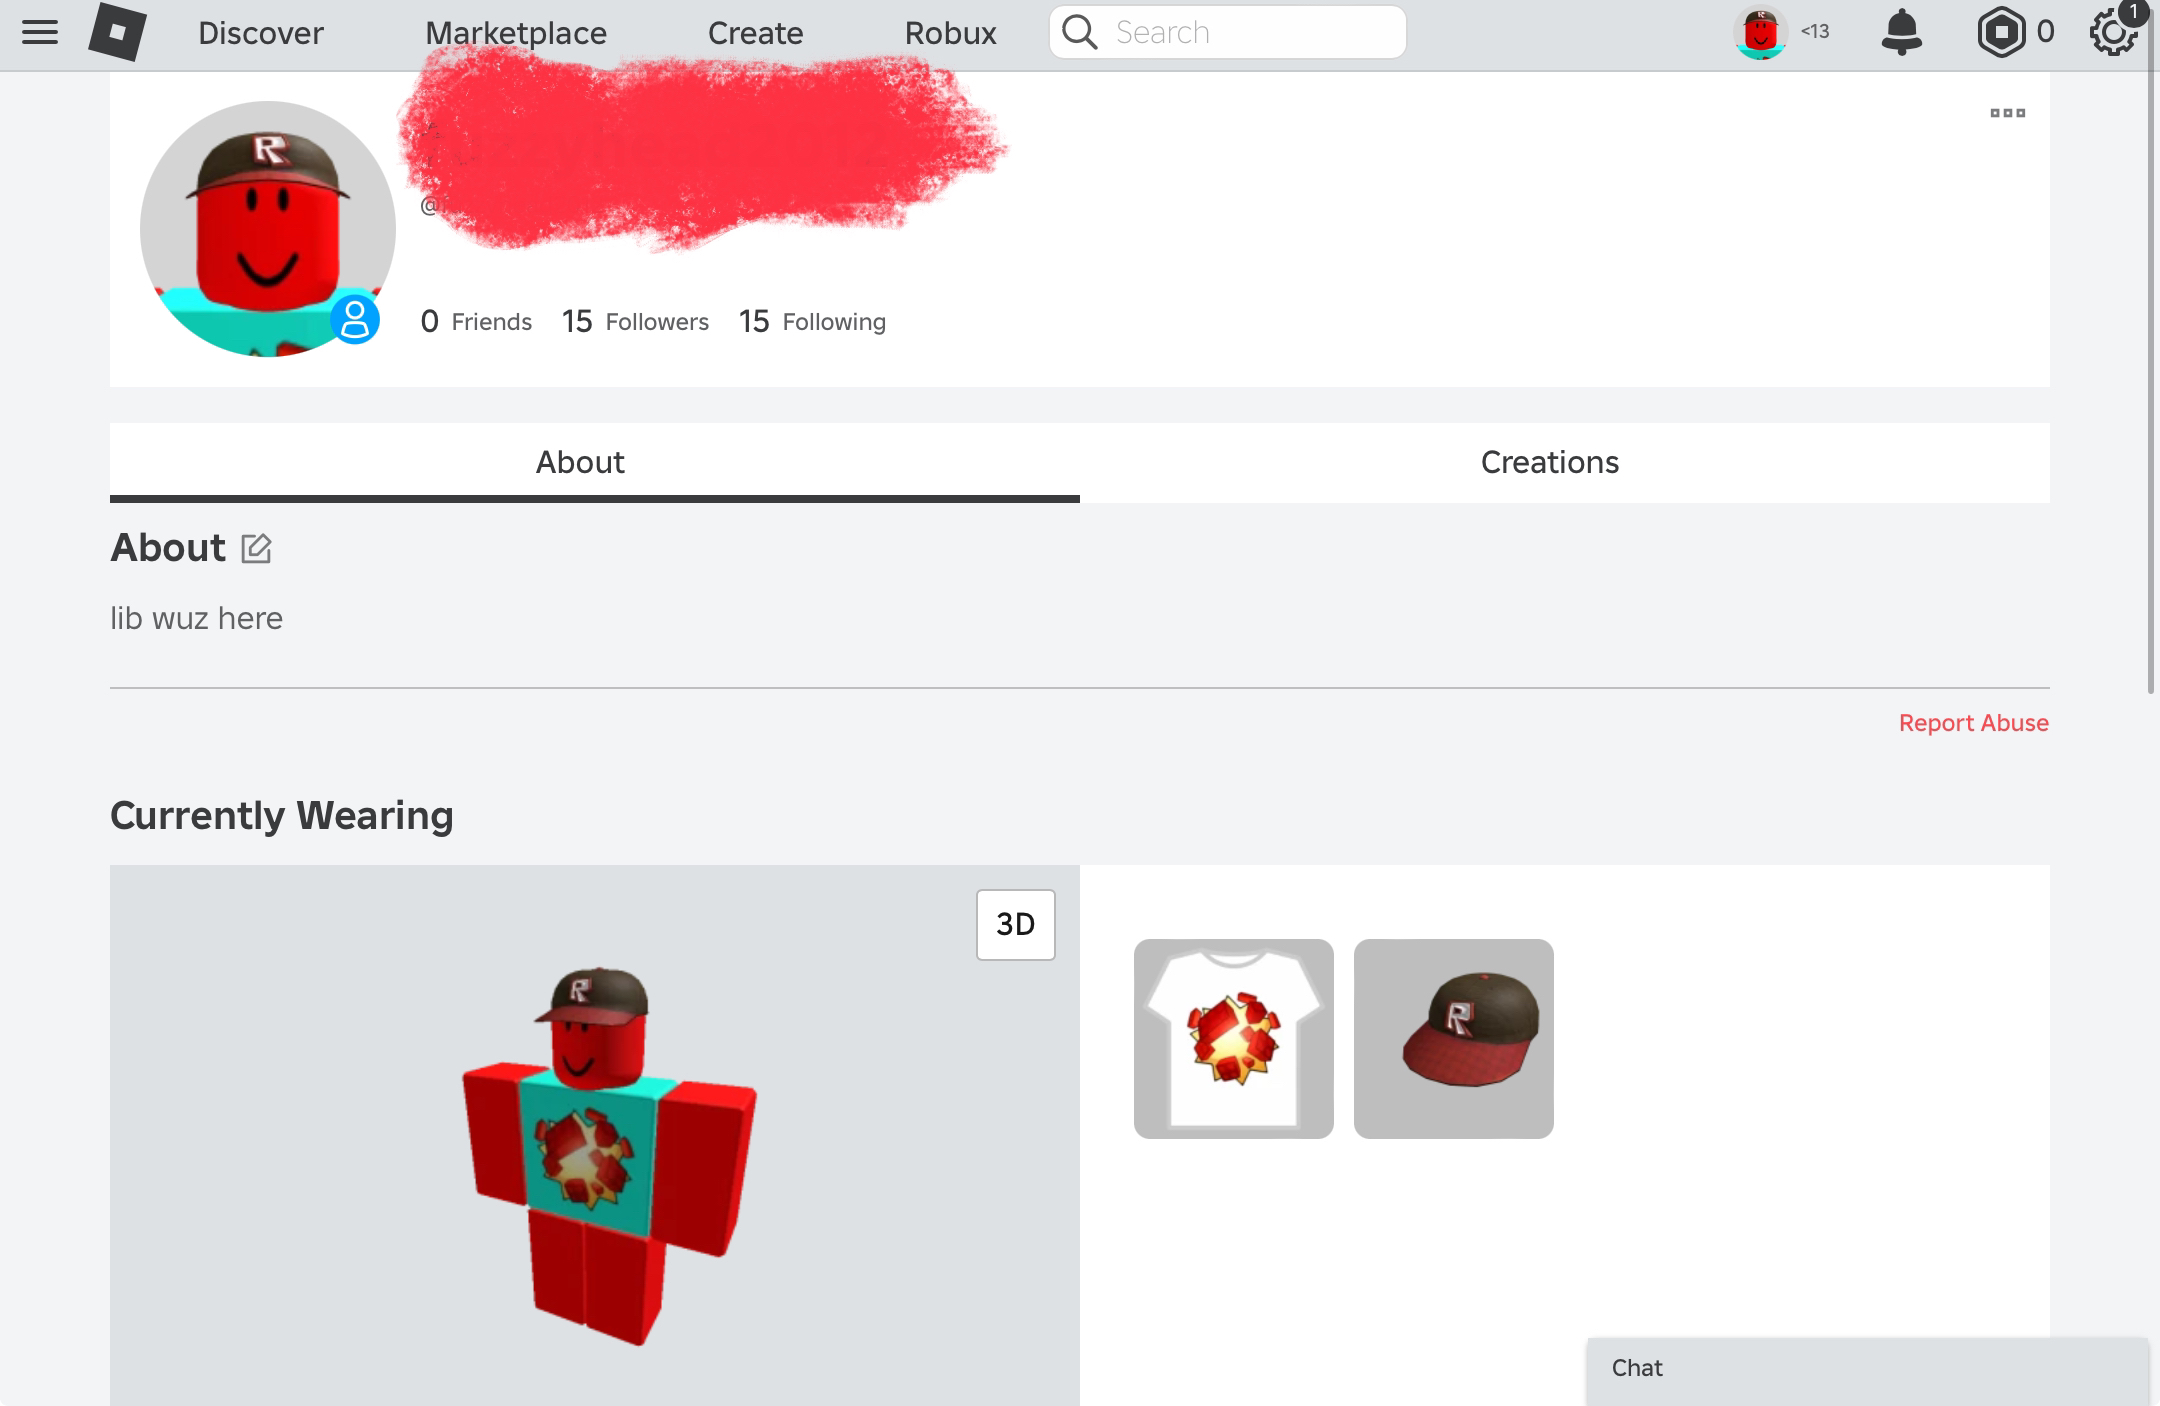 Discover Marketplace Create Robux Search <13 0 1
@
0 Friends 15 Followers 15 Following
About Creations
About
lib wuz here
Report Abuse
Currently Wearing
3D
R
R
R
Chat